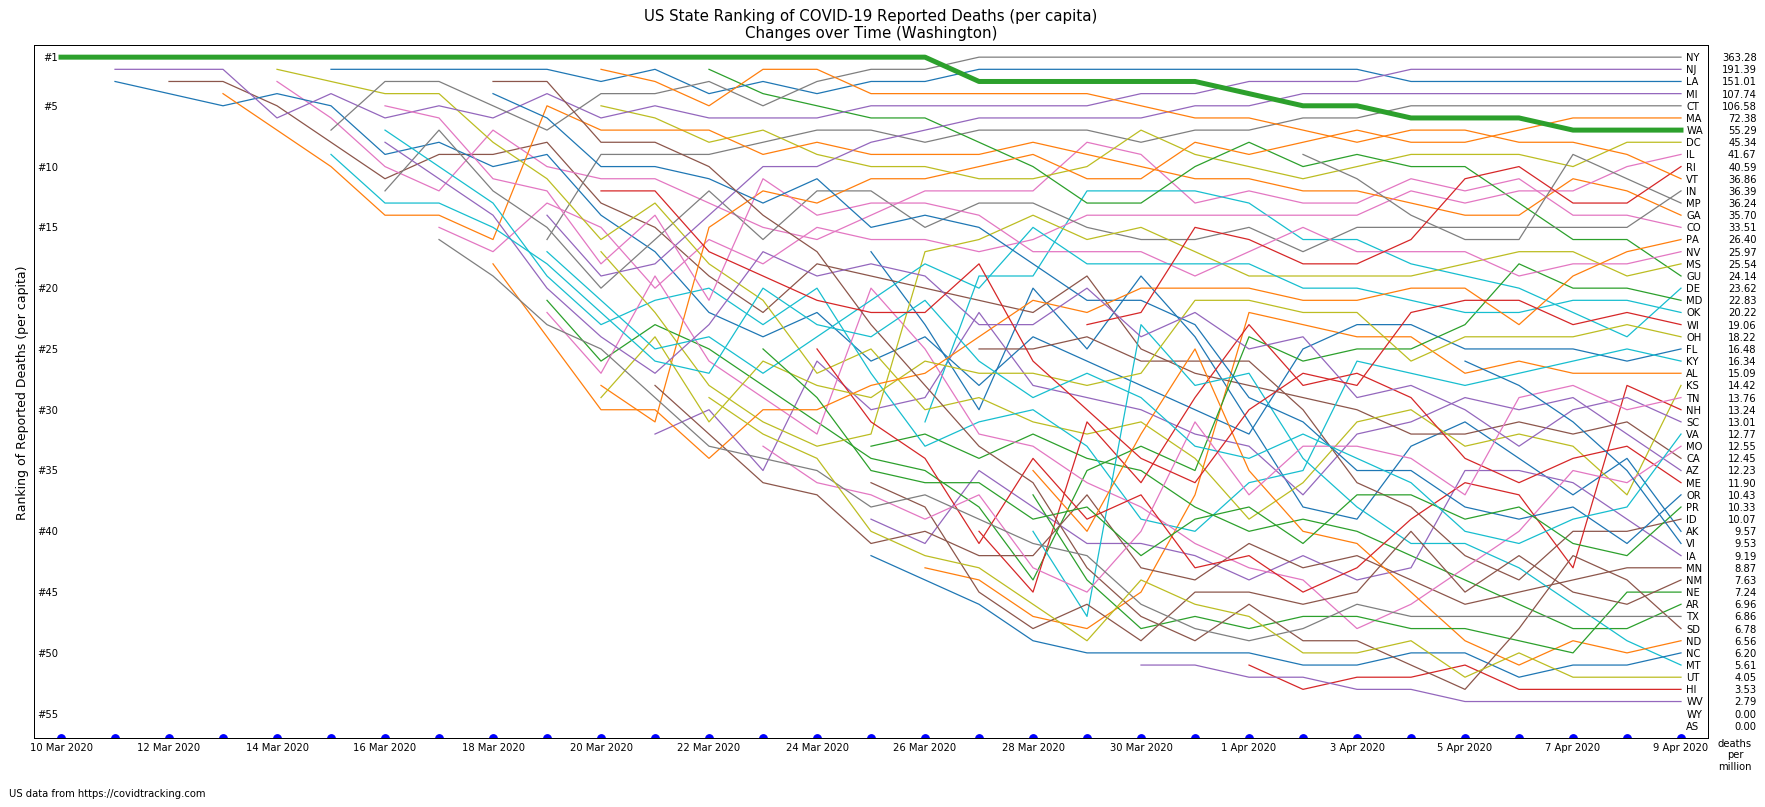 US State Ranking of COVID-19 Reported Deaths (per capita)
Changes over Time (Washington)
Ranking of Reported Deaths (per capita)
#1
#5
#10
#15
#20
#25
#30
#35
#40
#45
#50
#55
NY 363.28
NJ 191.39
LA 151.01
MI 107.74
CT 106.58
MA 72.38
WA 55.29
DC 45.34
IL 41.67
RI 40.59
VT 36.86
IN 36.39
MP 36.24
GA 35.70
CO 33.51
PA 26.40
NV 25.97
MS 25.54
GU 24.14
DE 23.62
MD 22.83
OK 20.22
WI 19.06
OH 18.22
FL 16.48
KY 16.34
AL 15.09
KS 14.42
TN 13.76
NH 13.24
SC 13.01
VA 12.77
MO 12.55
CA 12.45
AZ 12.23
ME 11.90
OR 10.43
PR 10.33
ID 10.07
AK 9.57
VI 9.53
IA 9.19
MN 8.87
NM 7.63
NE 7.24
AR 6.96
TX 6.86
SD 6.78
ND 6.56
NC 6.20
MT 5.61
UT 4.05
HI 3.53
WV 2.79
WY 0.00
AS 0.00
10 Mar 2020 12 Mar 2020 14 Mar 2020 16 Mar 2020 18 Mar 2020 20 Mar 2020 22 Mar 2020 24 Mar 2020 26 Mar 2020 28 Mar 2020 30 Mar 2020 1 Apr 2020 3 Apr 2020 5 Apr 2020 7 Apr 2020 9 Apr 2020
deaths
per
million
US data from https://covidtracking.com